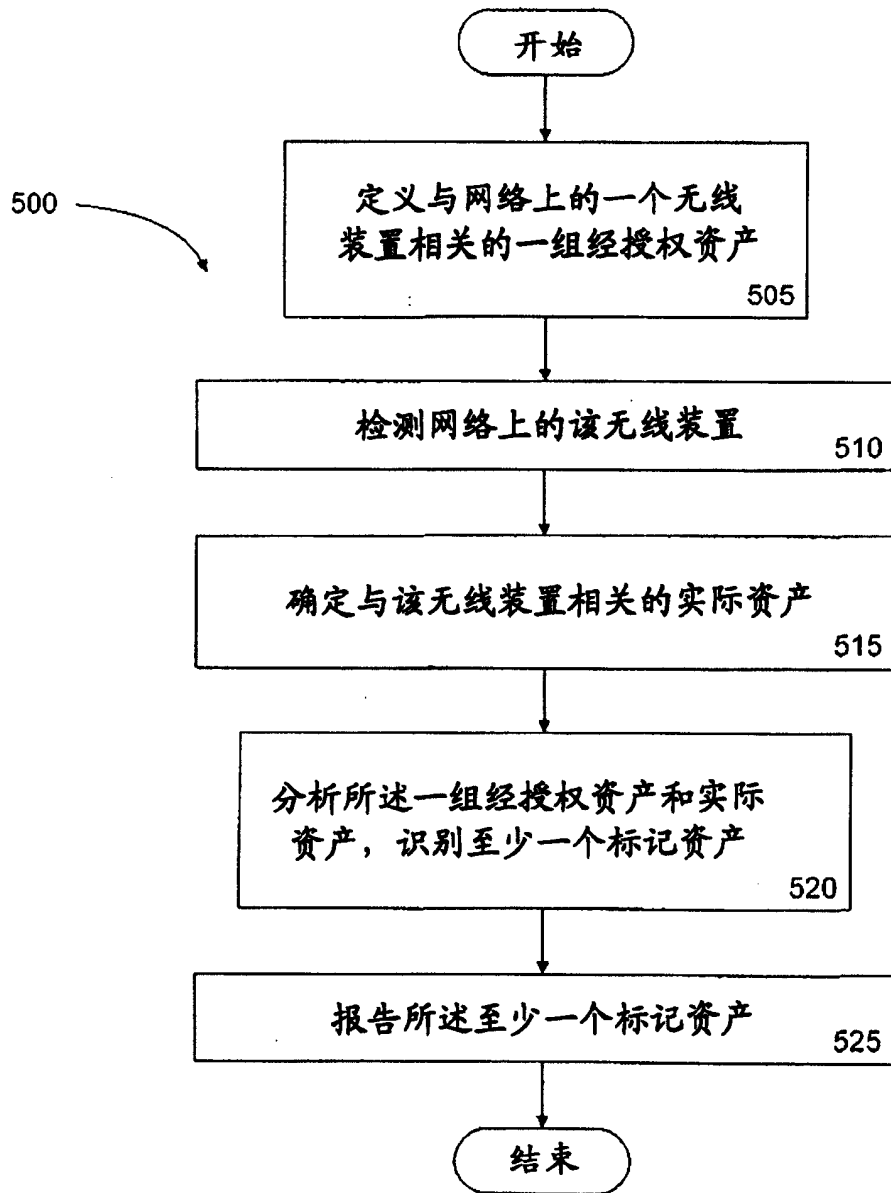 开始
500
定义与网络上的一个无线
装置相关的一组经授权资产
505
检测网络上的该无线装置
510
确定与该无线装置相关的实际资产
515
分析所述一组经授权资产和实际
资产，识别至少一个标记资产
520
报告所述至少一个标记资产
525
结束